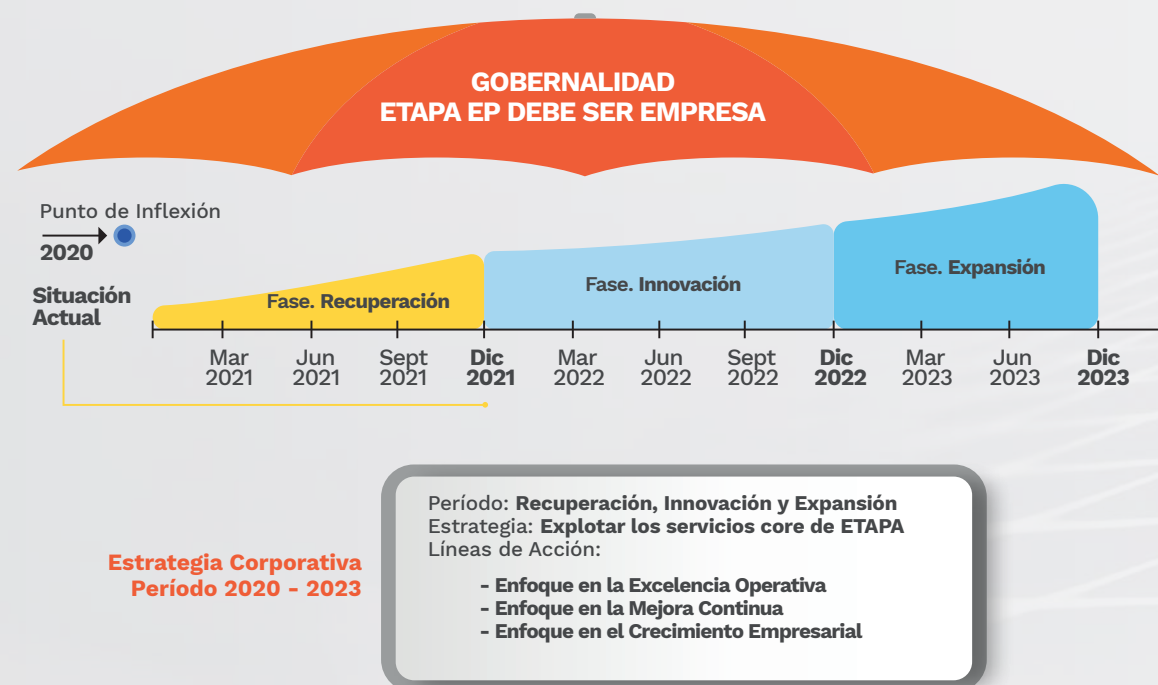 GOBERNALIDAD
ETAPA EP DEBE SER EMPRESA
Punto de Inflexión
2020
Situación
Actual
Fase. Recuperación
Fase. Innovación
Fase. Expansión
Mar
2021
Jun
2021
Sept
2021
Dic
2021
Mar
2022
Jun
2022
Sept
2022
Dic
2022
Mar
2023
Jun
2023
Dic
2023
Estrategia Corporativa
Período 2020 - 2023
Período: Recuperación, Innovación y Expansión
Estrategia: Explotar los servicios core de ETAPA
Líneas de Acción:
- Enfoque en la Excelencia Operativa
- Enfoque en la Mejora Continua
- Enfoque en el Crecimiento Empresarial